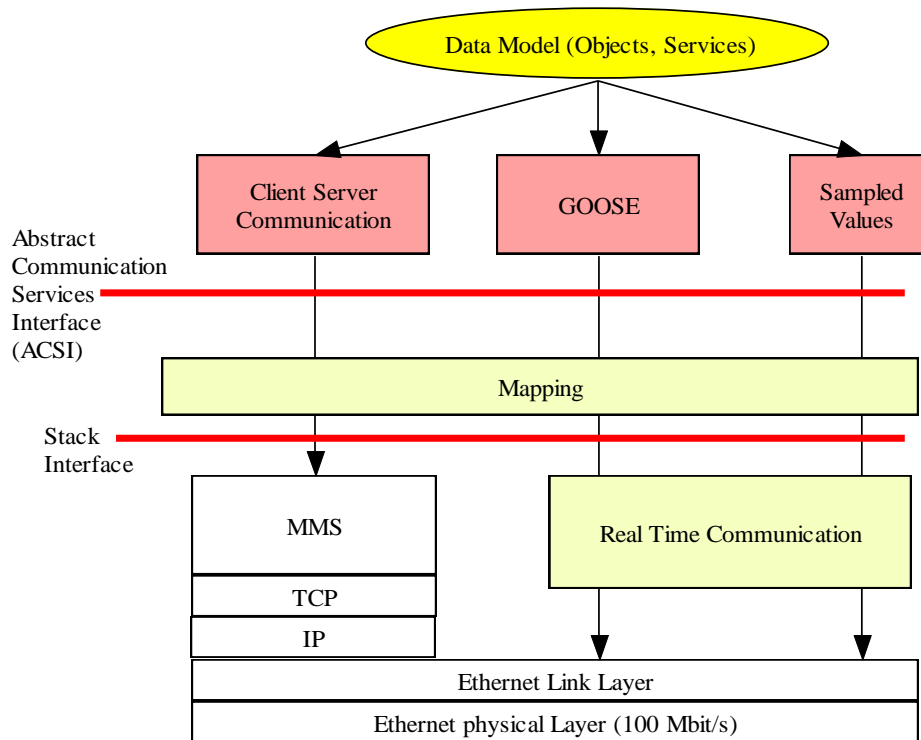 Data Model (Objects, Services)
Client Server
Communication
GOOSE
Sampled
Values
Abstract
Communication
Services
Interface
(ACSI)
Mapping
Stack
Interface
MMS
Real Time Communication
TCP
IP
Ethernet Link Layer
Ethernet physical Layer (100 Mbit/s)